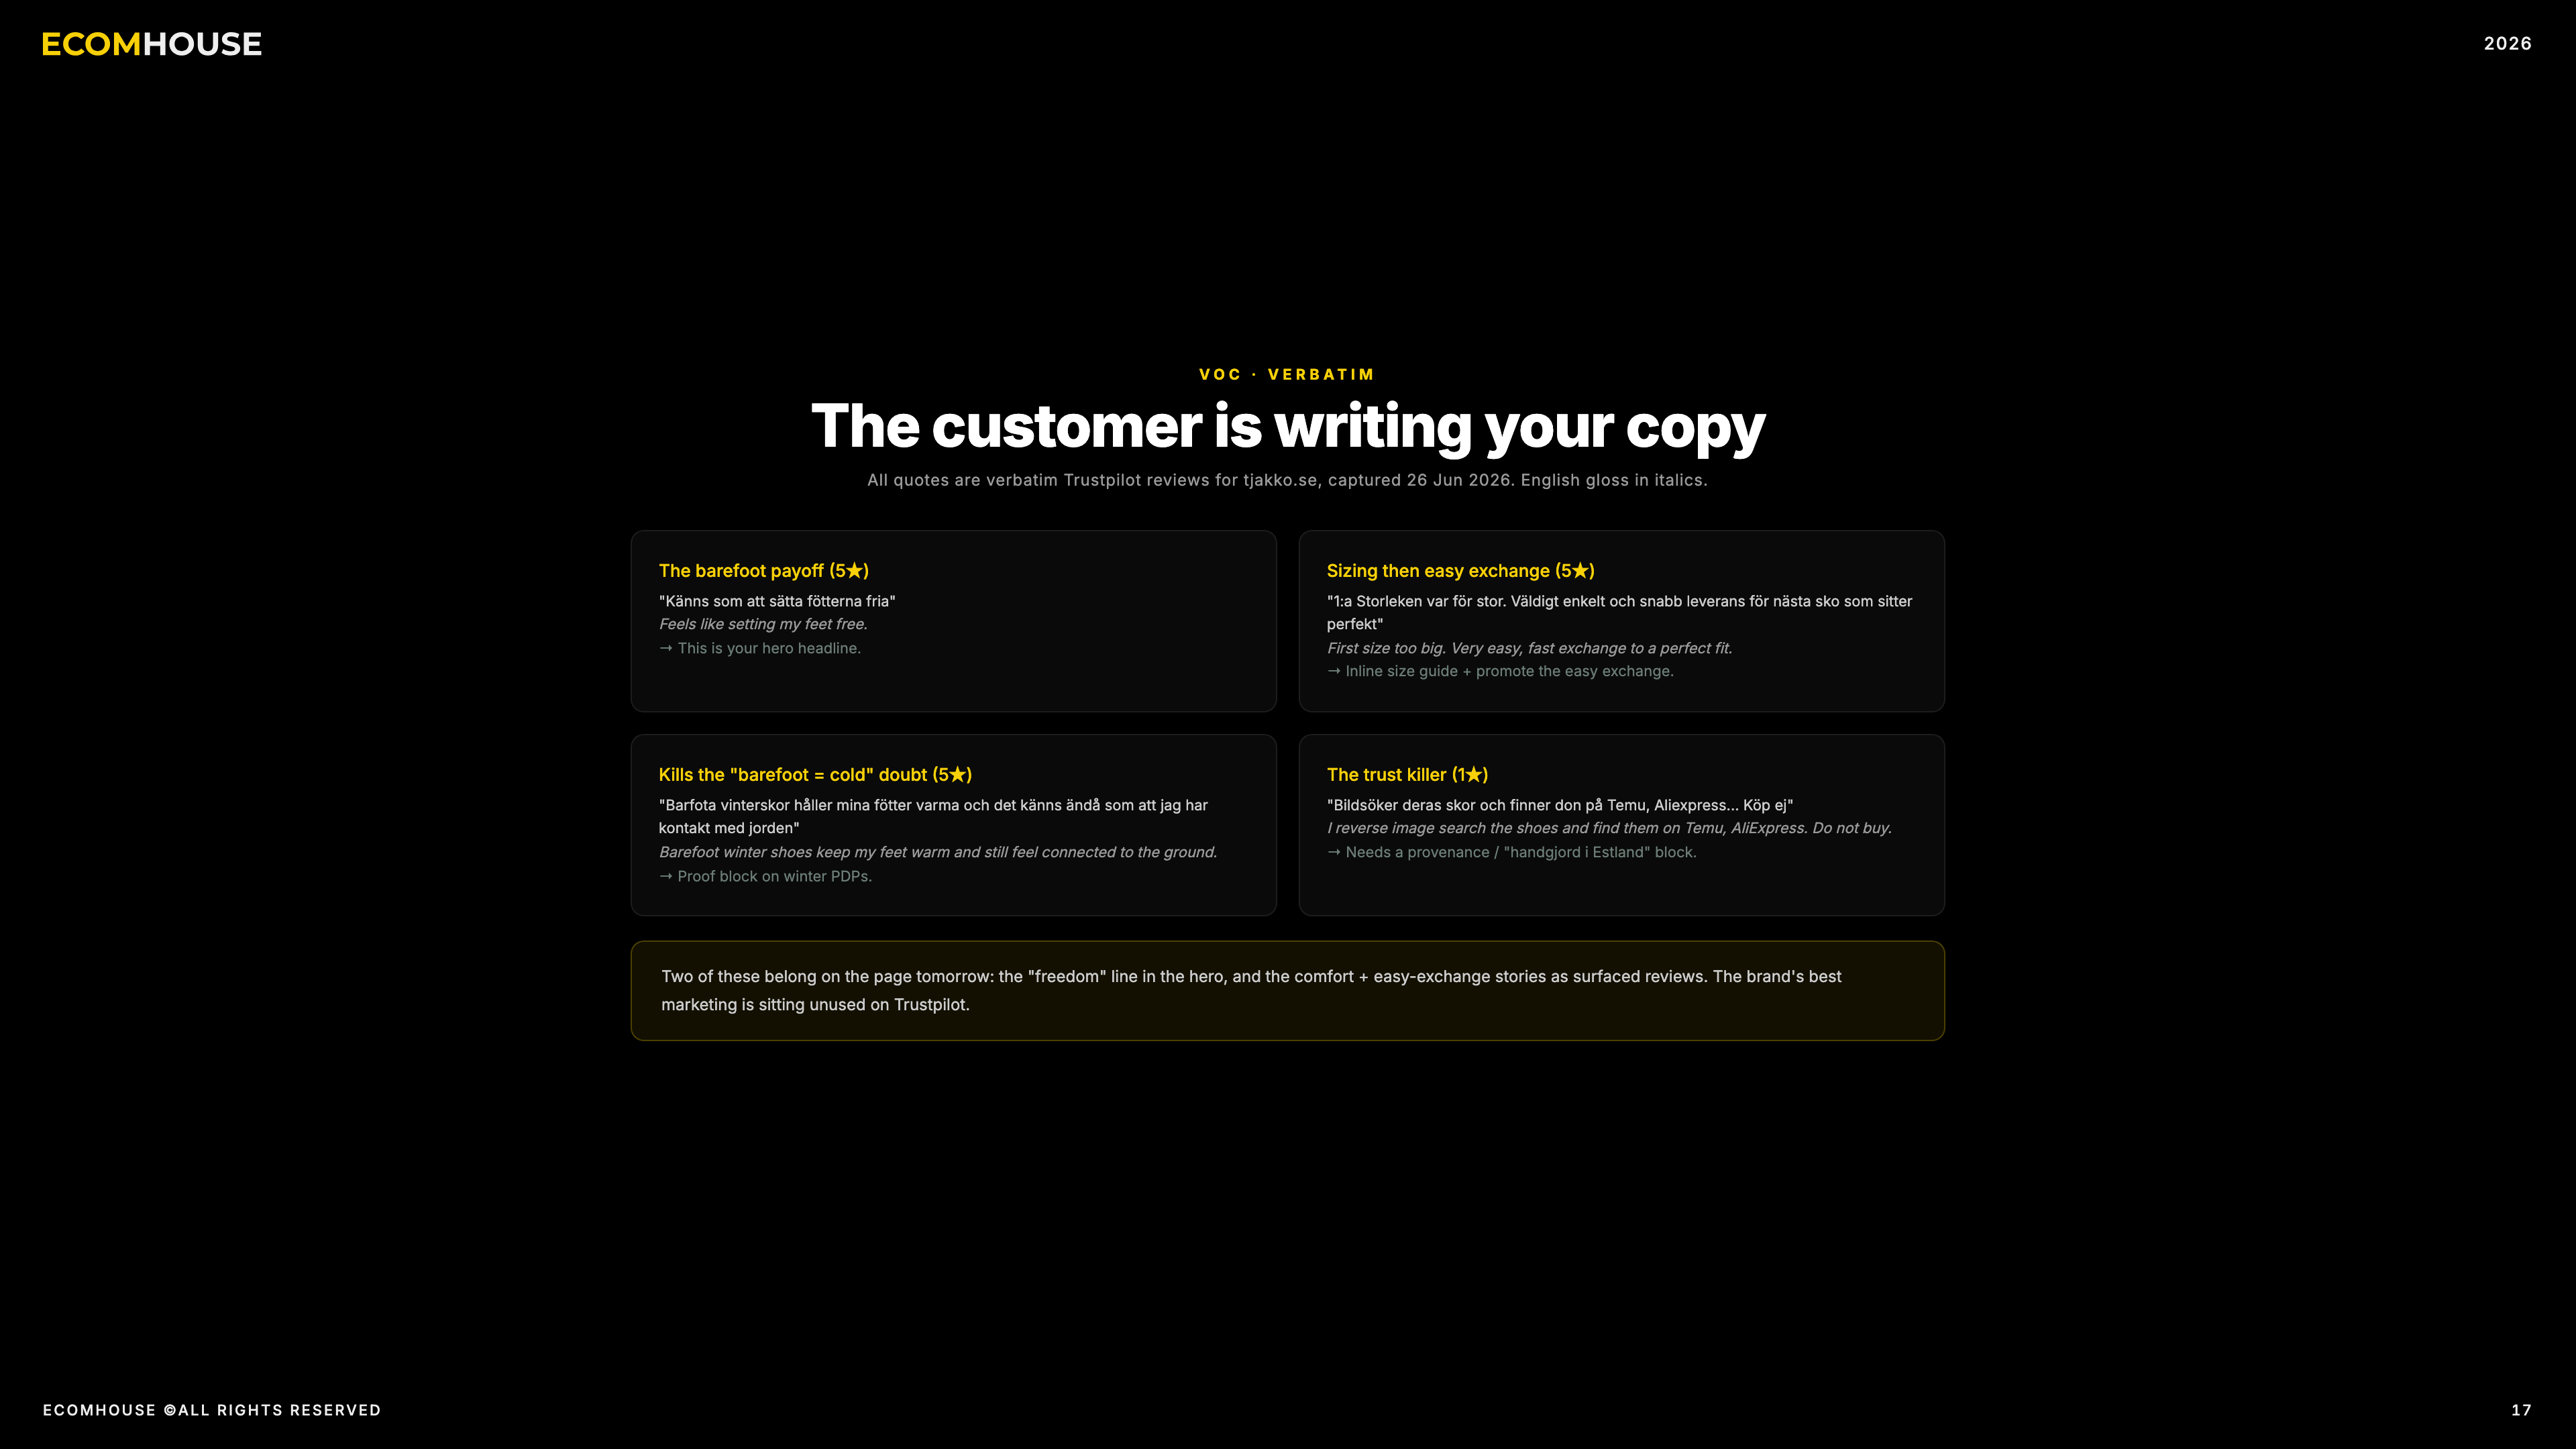 ECOMHOUSE
2026
VOC · VERBATIM
The customer is writing your copy
All quotes are verbatim Trustpilot reviews for tjakko.se, captured 26 Jun 2026. English gloss in italics.
The barefoot payoff (5★)
"Känns som att sätta fötterna fria"
Feels like setting my feet free.
→ This is your hero headline.
Sizing then easy exchange (5★)
"1:a Storleken var för stor. Väldigt enkelt och snabb leverans för nästa sko som sitter
perfekt"
First size too big. Very easy, fast exchange to a perfect fit.
→ Inline size guide + promote the easy exchange.
Kills the "barefoot = cold" doubt (5★)
"Barfota vinterskor håller mina fötter varma och det känns ändå som att jag har
kontakt med jorden"
Barefoot winter shoes keep my feet warm and still feel connected to the ground.
→ Proof block on winter PDPs.
The trust killer (1★)
"Bildsöker deras skor och finner don på Temu, Aliexpress... Köp ej"
I reverse image search the shoes and find them on Temu, AliExpress. Do not buy.
→ Needs a provenance / "handgjord i Estland" block.
Two of these belong on the page tomorrow: the "freedom" line in the hero, and the comfort + easy-exchange stories as surfaced reviews. The brand's best
marketing is sitting unused on Trustpilot.
ECOMHOUSE ©ALL RIGHTS RESERVED
17